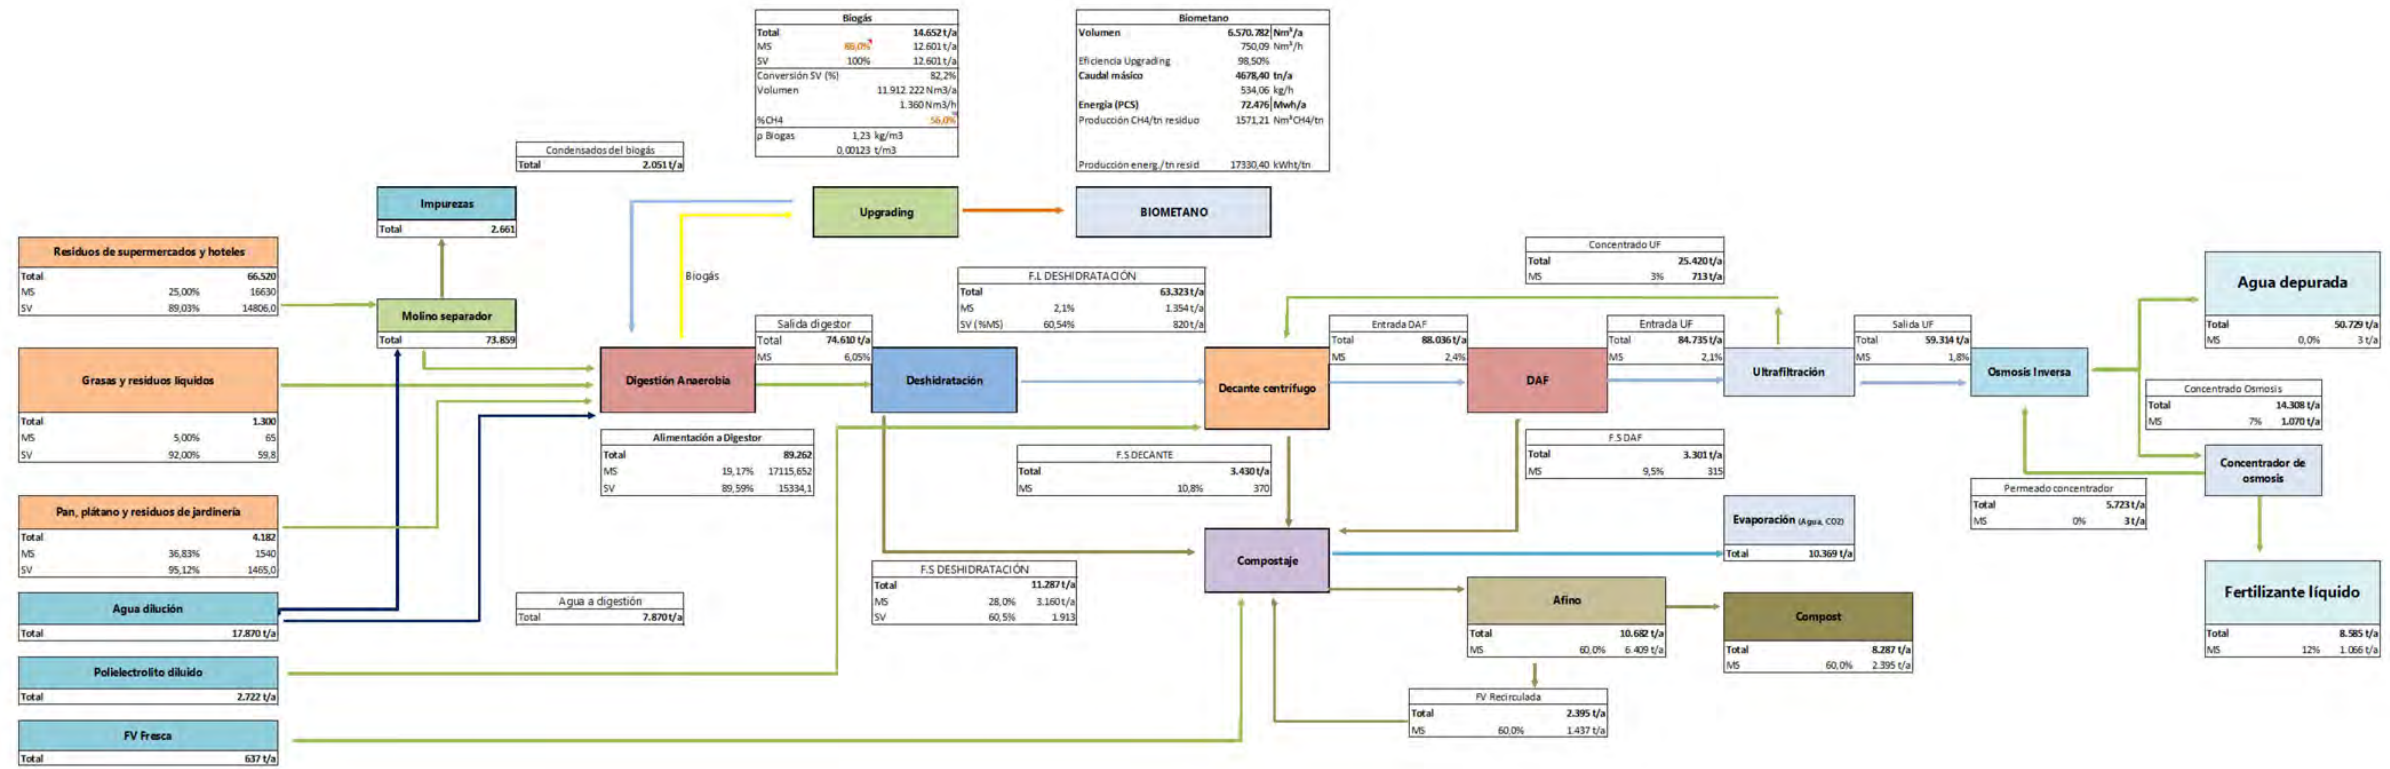 Biogás
Total 14.652 t/a
MS 86,0% 12.601 t/a
SV 100% 12.601 t/a
Conversión SV (%) 82,2%
Volumen 11.912.222 Nm3/a
1.360 Nm3/h
%CH4 56,0%
ρ Biogas 1,23 kg/m3
0,00123 t/m3
Biometano
Volumen 6.570.782 Nm³/a
750,09 Nm³/h
Eficiencia Upgrading 98,50%
Caudal másico 4678,40 tn/a
534,06 kg/h
Energía (PCS) 72.476 Mwh/a
Producción CH4/tn residuo 1571,21 Nm³CH4/tn
Producción energ./tn resid 17330,40 kWht/tn
Condensados del biogás
Total 2.051 t/a
Impurezas
Total 2.661
Upgrading
BIOMETANO
Residuos de supermercados y hoteles
Total 66.520
MS 25,00% 16630
SV 89,03% 14806,0
Molino separador
Total 73.859
Biogás
Grasas y residuos líquidos
Total 1.300
MS 5,00% 65
SV 92,00% 59,8
Pan, plátano y residuos de jardinería
Total 4.182
MS 36,83% 1540
SV 95,12% 1465,0
Agua dilución
Total 17.870 t/a
Polielectrolito diluido
Total 2.722 t/a
FV Fresca
Total 637 t/a
Agua a digestión
Total 7.870 t/a
Digestión Anaerobia
Alimentación a Digestor
Total 89.262
MS 19,17% 17115,652
SV 89,59% 15334,1
Salida digestor
Total 74.610 t/a
MS 6,05%
Deshidratación
F.L DESHIDRATACIÓN
Total 63.323 t/a
MS 2,1% 1.354 t/a
SV (%MS) 60,54% 820 t/a
F.S DESHIDRATACIÓN
Total 11.287 t/a
MS 28,0% 3.160 t/a
SV 60,5% 1.913
F.S DECANTE
Total 3.430 t/a
MS 10,8% 370
Decante centrífugo
Entrada DAF
Total 88.036 t/a
MS 2,4%
DAF
F.S DAF
Total 3.301 t/a
MS 9,5% 315
Concentrado UF
Total 25.420 t/a
MS 3% 713 t/a
Entrada UF
Total 84.735 t/a
MS 2,1%
Ultrafiltración
Salida UF
Total 59.314 t/a
MS 1,8%
Osmosis Inversa
Agua depurada
Total 50.729 t/a
MS 0,0% 3 t/a
Concentrado Osmosis
Total 14.308 t/a
MS 7% 1.070 t/a
Concentrador de
osmosis
Permeado concentrador
Total 5.723 t/a
MS 0% 3 t/a
Fertilizante líquido
Total 8.585 t/a
MS 12% 1.066 t/a
Compostaje
Evaporación (Agua, CO2)
Total 10.369 t/a
Afino
Total 10.682 t/a
MS 60,0% 6.409 t/a
Compost
Total 8.287 t/a
MS 60,0% 2.395 t/a
FV Recirculada
Total 2.395 t/a
MS 60,0% 1.437 t/a